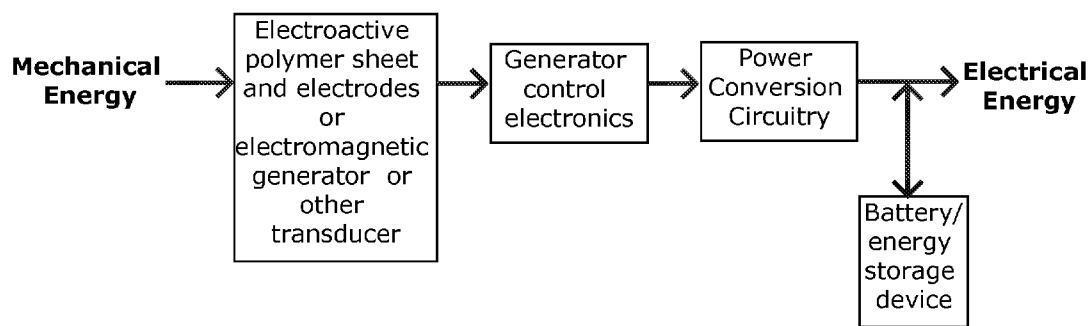 Mechanical
Energy
Electroactive
polymer sheet
and electrodes
or
electromagnetic
generator or
other
transducer
Generator
control
electronics
Power
Conversion
Circuitry
Electrical
Energy
Battery/
energy
storage
device